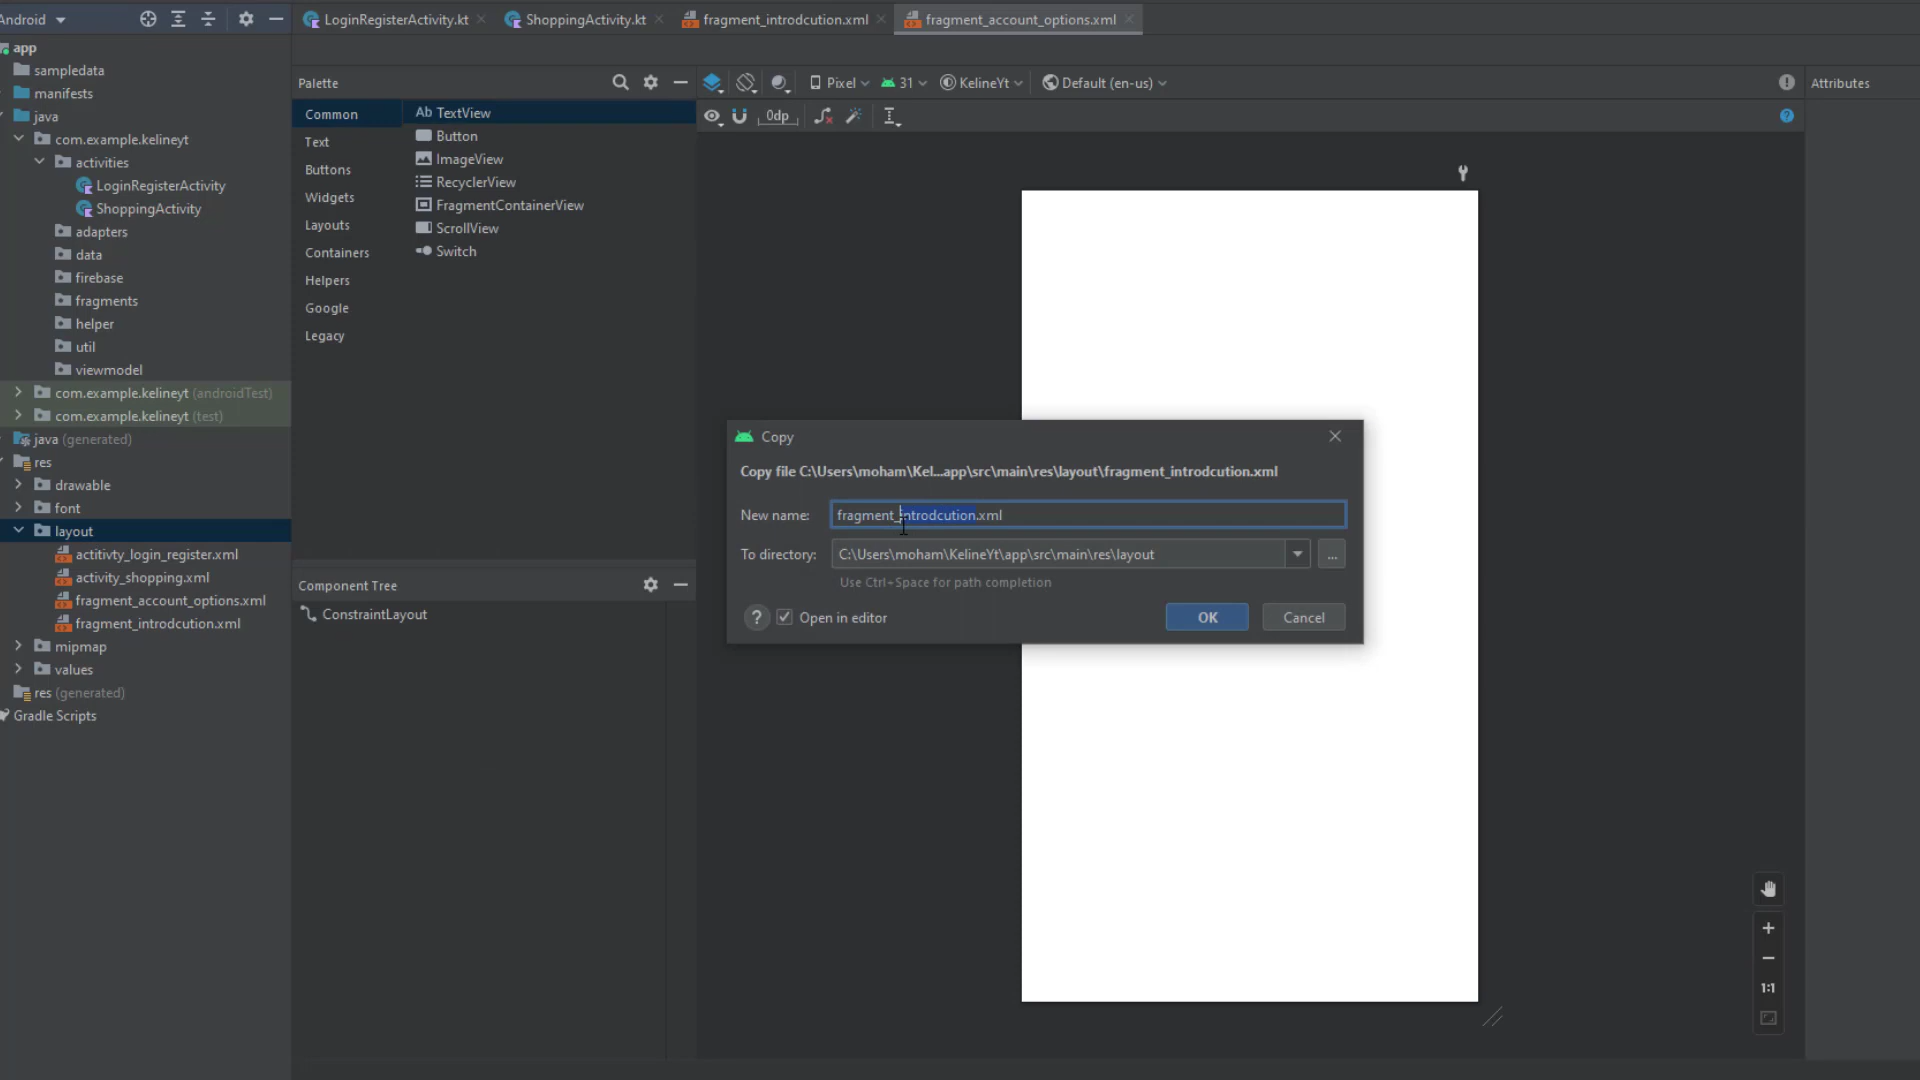 Android
LoginRegisterActivity.kt
ShoppingActivity.kt
fragment_introdcution.xml
fragment_account_options.xml
app
sampledata
manifests
java
com.example.kelineyt
activities
LoginRegisterActivity
ShoppingActivity
adapters
data
firebase
fragments
helper
util
viewmodel
com.example.kelineyt (androidTest)
com.example.kelineyt (test)
java (generated)
res
drawable
font
layout
actitivty_login_register.xml
activity_shopping.xml
fragment_account_options.xml
fragment_introdcution.xml
mipmap
values
res (generated)
Gradle Scripts
Palette
Common
Text
Buttons
Widgets
Layouts
Containers
Helpers
Google
Legacy
Ab TextView
Button
ImageView
RecyclerView
FragmentContainerView
ScrollView
Switch
Component Tree
ConstraintLayout
Pixel
31
KelineYt
Default (en-us)
0dp
Attributes
Copy
Copy file C:\Users\moham\Kel...app\src\main\res\layout\fragment_introdcution.xml
New name: fragment_introdcution.xml
To directory: C:\Users\moham\KelineYt\app\src\main\res\layout
...
Use Ctrl+Space for path completion
? Open in editor
OK
Cancel
1:1